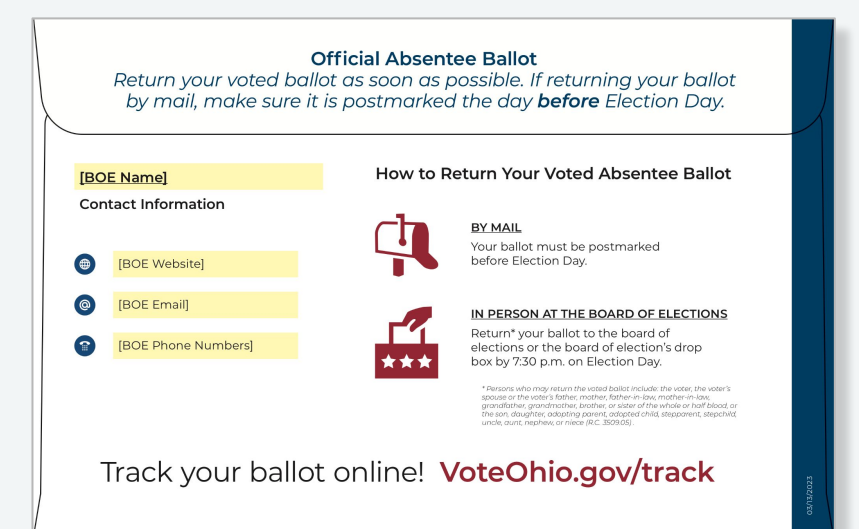 Official Absentee Ballot
Return your voted ballot as soon as possible. If returning your ballot
by mail, make sure it is postmarked the day before Election Day.
[BOE Name]
Contact Information
[BOE Website]
[BOE Email]
[BOE Phone Numbers]
How to Return Your Voted Absentee Ballot
BY MAIL
Your ballot must be postmarked
before Election Day.
IN PERSON AT THE BOARD OF ELECTIONS
Return* your ballot to the board of
elections or the board of election's drop
box by 7:30 p.m. on Election Day.
* Persons who may return the voted ballot include: the voter, the voter's
spouse or the voter's father, mother, father-in-law, mother-in-law,
grandfather, grandmother, brother, or sister of the whole or half blood, or
the son, daughter, adopting parent, adopted child, stepparent, stepchild,
uncle, aunt, nephew, or niece (R.C. 3509.05).
Track your ballot online! VoteOhio.gov/track
03/13/2023